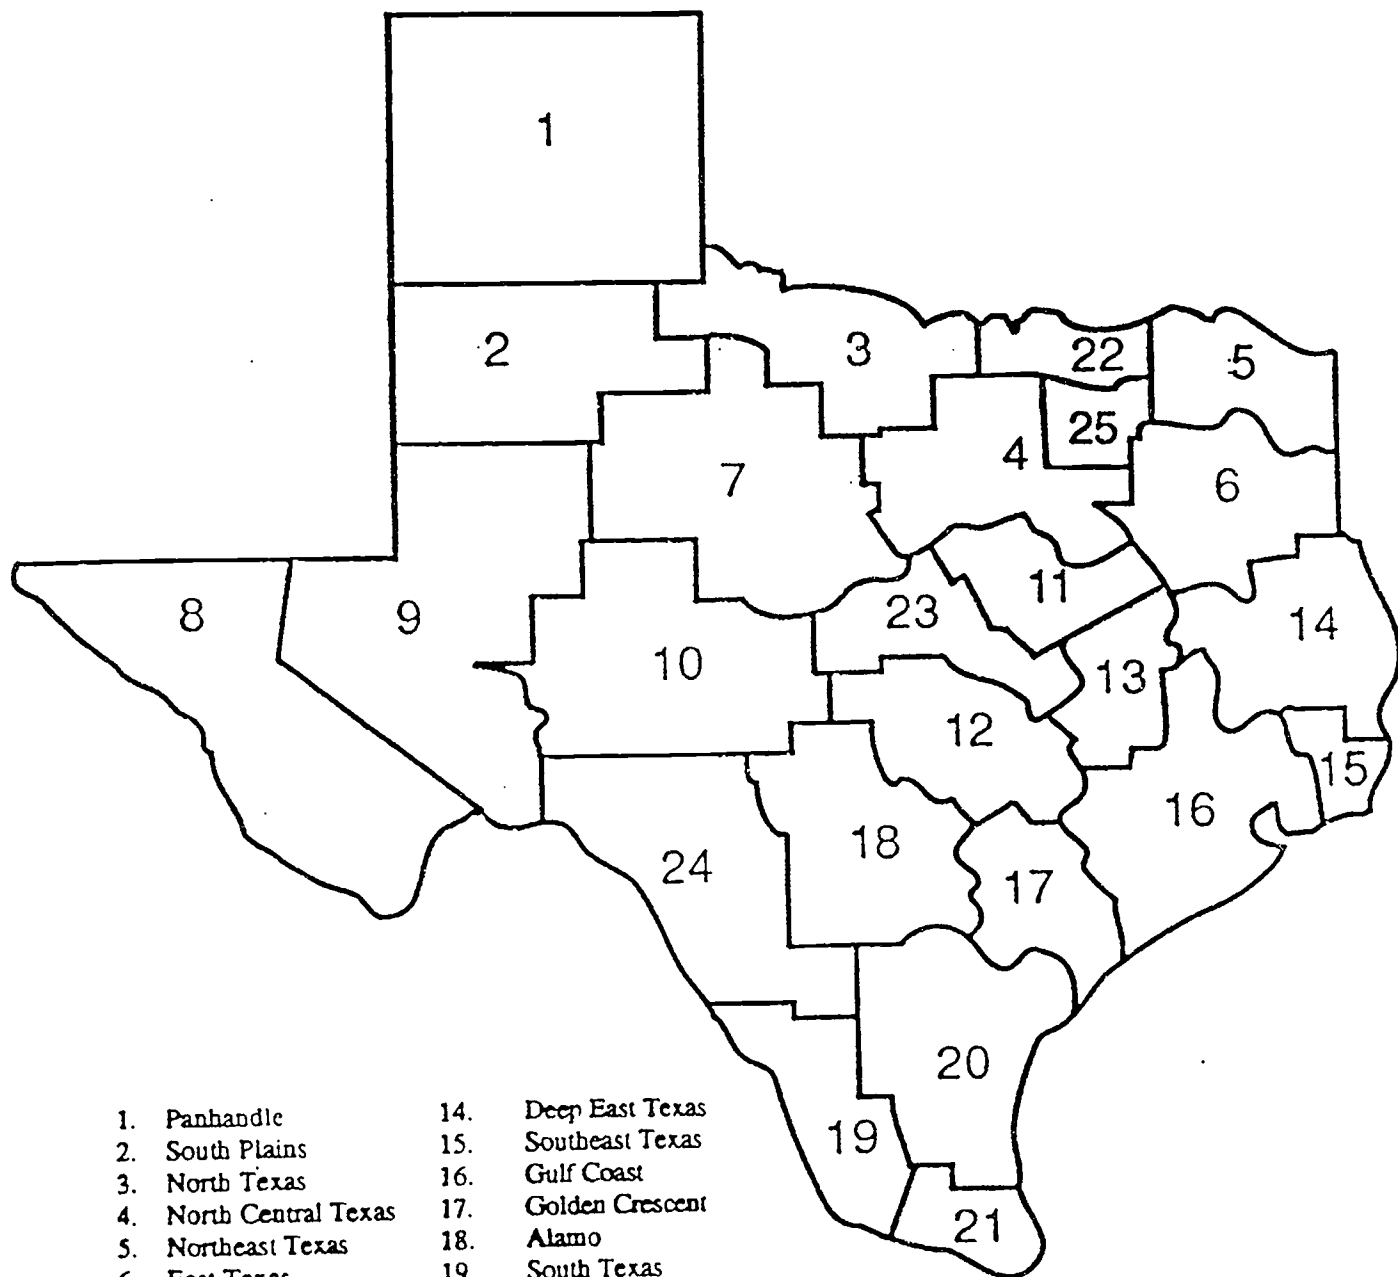 1
2
3
22
5
25
4
7
6
11
8
9
23
14
10
13
12
15
16
18
24
17
20
19
21
1. Panhandle
2. South Plains
3. North Texas
4. North Central Texas
5. Northeast Texas
6. East Texas
14. Deep East Texas
15. Southeast Texas
16. Gulf Coast
17. Golden Crescent
18. Alamo
19. South Texas